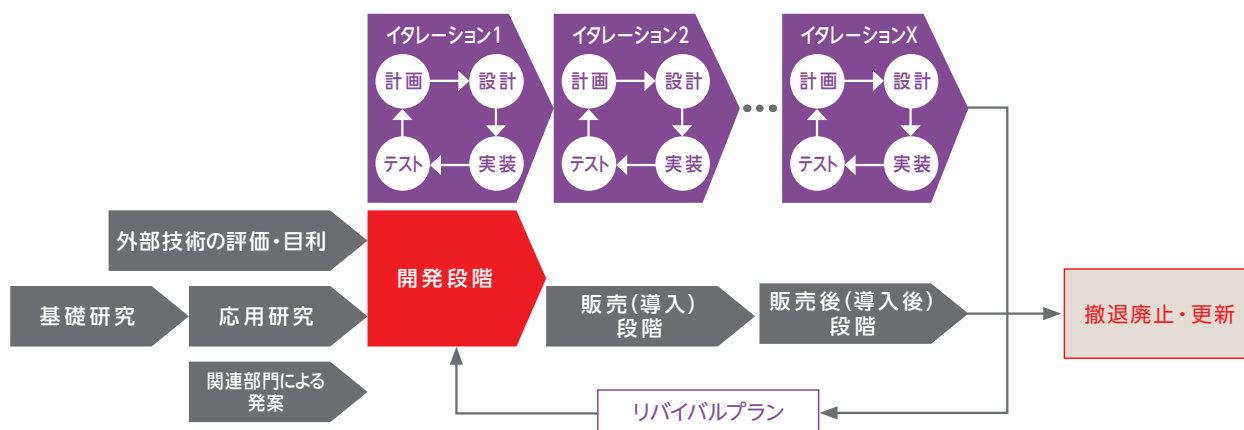 イタレーション1
計画
設計
テスト
実装
イタレーション2
計画
設計
テスト
実装
イタレーションX
計画
設計
テスト
実装
外部技術の評価・目利
開発段階
基礎研究
応用研究
販売(導入)
段階
販売後(導入後)
段階
撤退廃止・更新
関連部門による
発案
リバイバルプラン